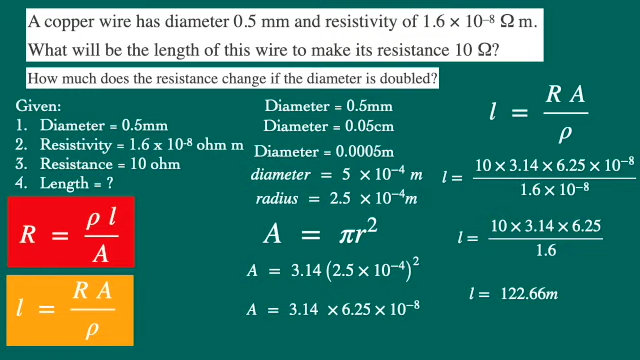 A copper wire has diameter 0.5 mm and resistivity of 1.6 × 10⁻⁸ Ω m.
What will be the length of this wire to make its resistance 10 Ω?
How much does the resistance change if the diameter is doubled?
Given:
1. Diameter = 0.5mm
2. Resistivity = 1.6 x 10⁻⁸ ohm m
3. Resistance = 10 ohm
4. Length = ?
R = ρ l / A
l = R A / ρ
Diameter = 0.5mm
Diameter = 0.05cm
Diameter = 0.0005m
diameter = 5 × 10⁻⁴ m
radius = 2.5 × 10⁻⁴m
A = πr²
A = 3.14 (2.5 × 10⁻⁴)²
A = 3.14 × 6.25 × 10⁻⁸
l = R A / ρ
l = 10 × 3.14 × 6.25 × 10⁻⁸ / 1.6 × 10⁻⁸
l = 10 × 3.14 × 6.25 / 1.6
l = 122.66m